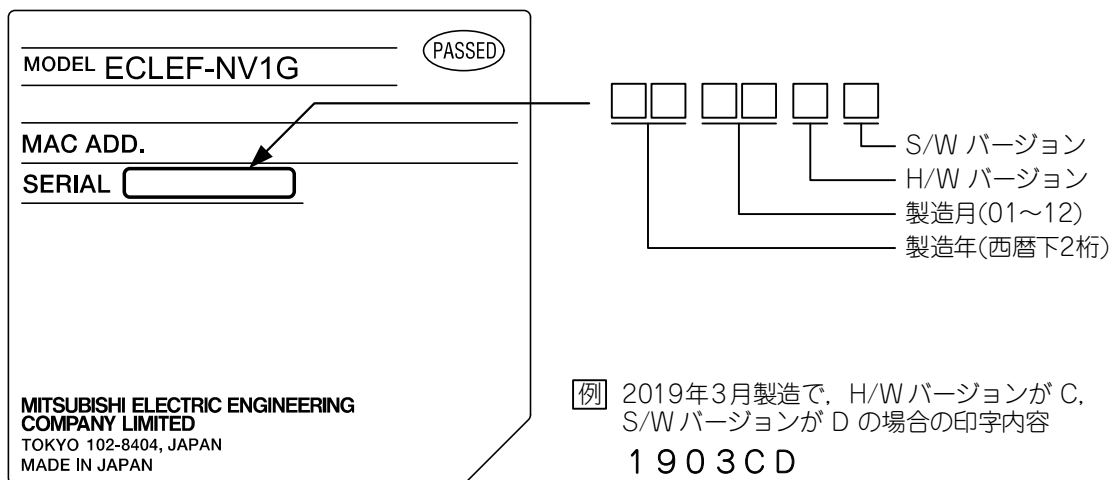 MODEL ECLEF-NV1G
PASSED
MAC ADD.
SERIAL
MITSUBISHI ELECTRIC ENGINEERING
COMPANY LIMITED
TOKYO 102-8404, JAPAN
MADE IN JAPAN
S/W バージョン
H/W バージョン
製造月(01～12)
製造年(西暦下2桁)
例 2019年3月製造で，H/Wバージョンが C，
S/Wバージョンが D の場合の印字内容
1903CD